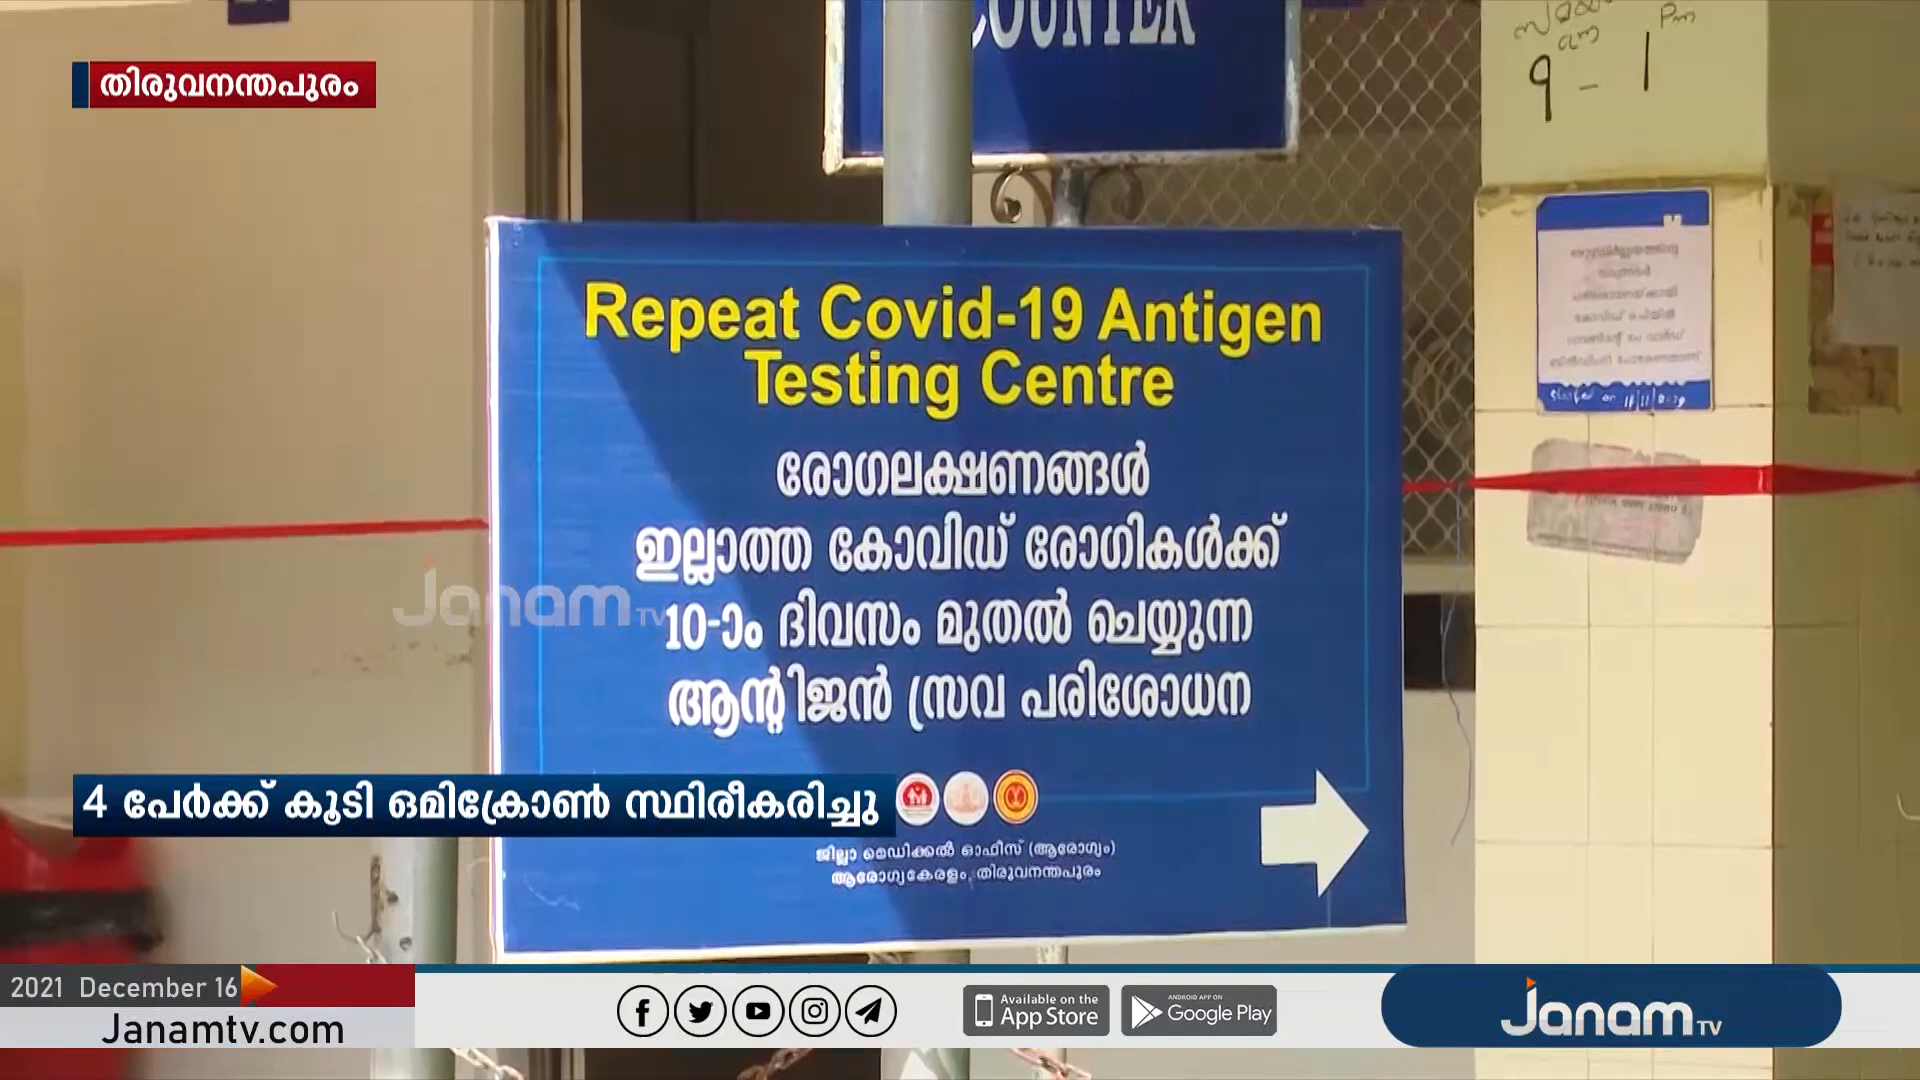 COUNTER
തിരുവനന്തപുരം
9 - 1
Repeat Covid-19 Antigen
Testing Centre
രോഗലക്ഷണങ്ങൾ
ഇല്ലാത്ത കോവിഡ് രോഗികൾക്ക്
10-ാം ദിവസം മുതൽ ചെയ്യുന്ന
ആന്റിജൻ സ്രവ പരിശോധന
Janam TV
4 പേർക്ക് കൂടി ഒമിക്രോൺ സ്ഥിരീകരിച്ചു
ജില്ലാ മെഡിക്കൽ ഓഫീസ് (ആരോഗ്യം)
ആരോഗ്യകേരളം, തിരുവനന്തപുരം
2021 December 16
Janamtv.com
Available on the
App Store
ANDROID APP ON
Google Play
Janam TV